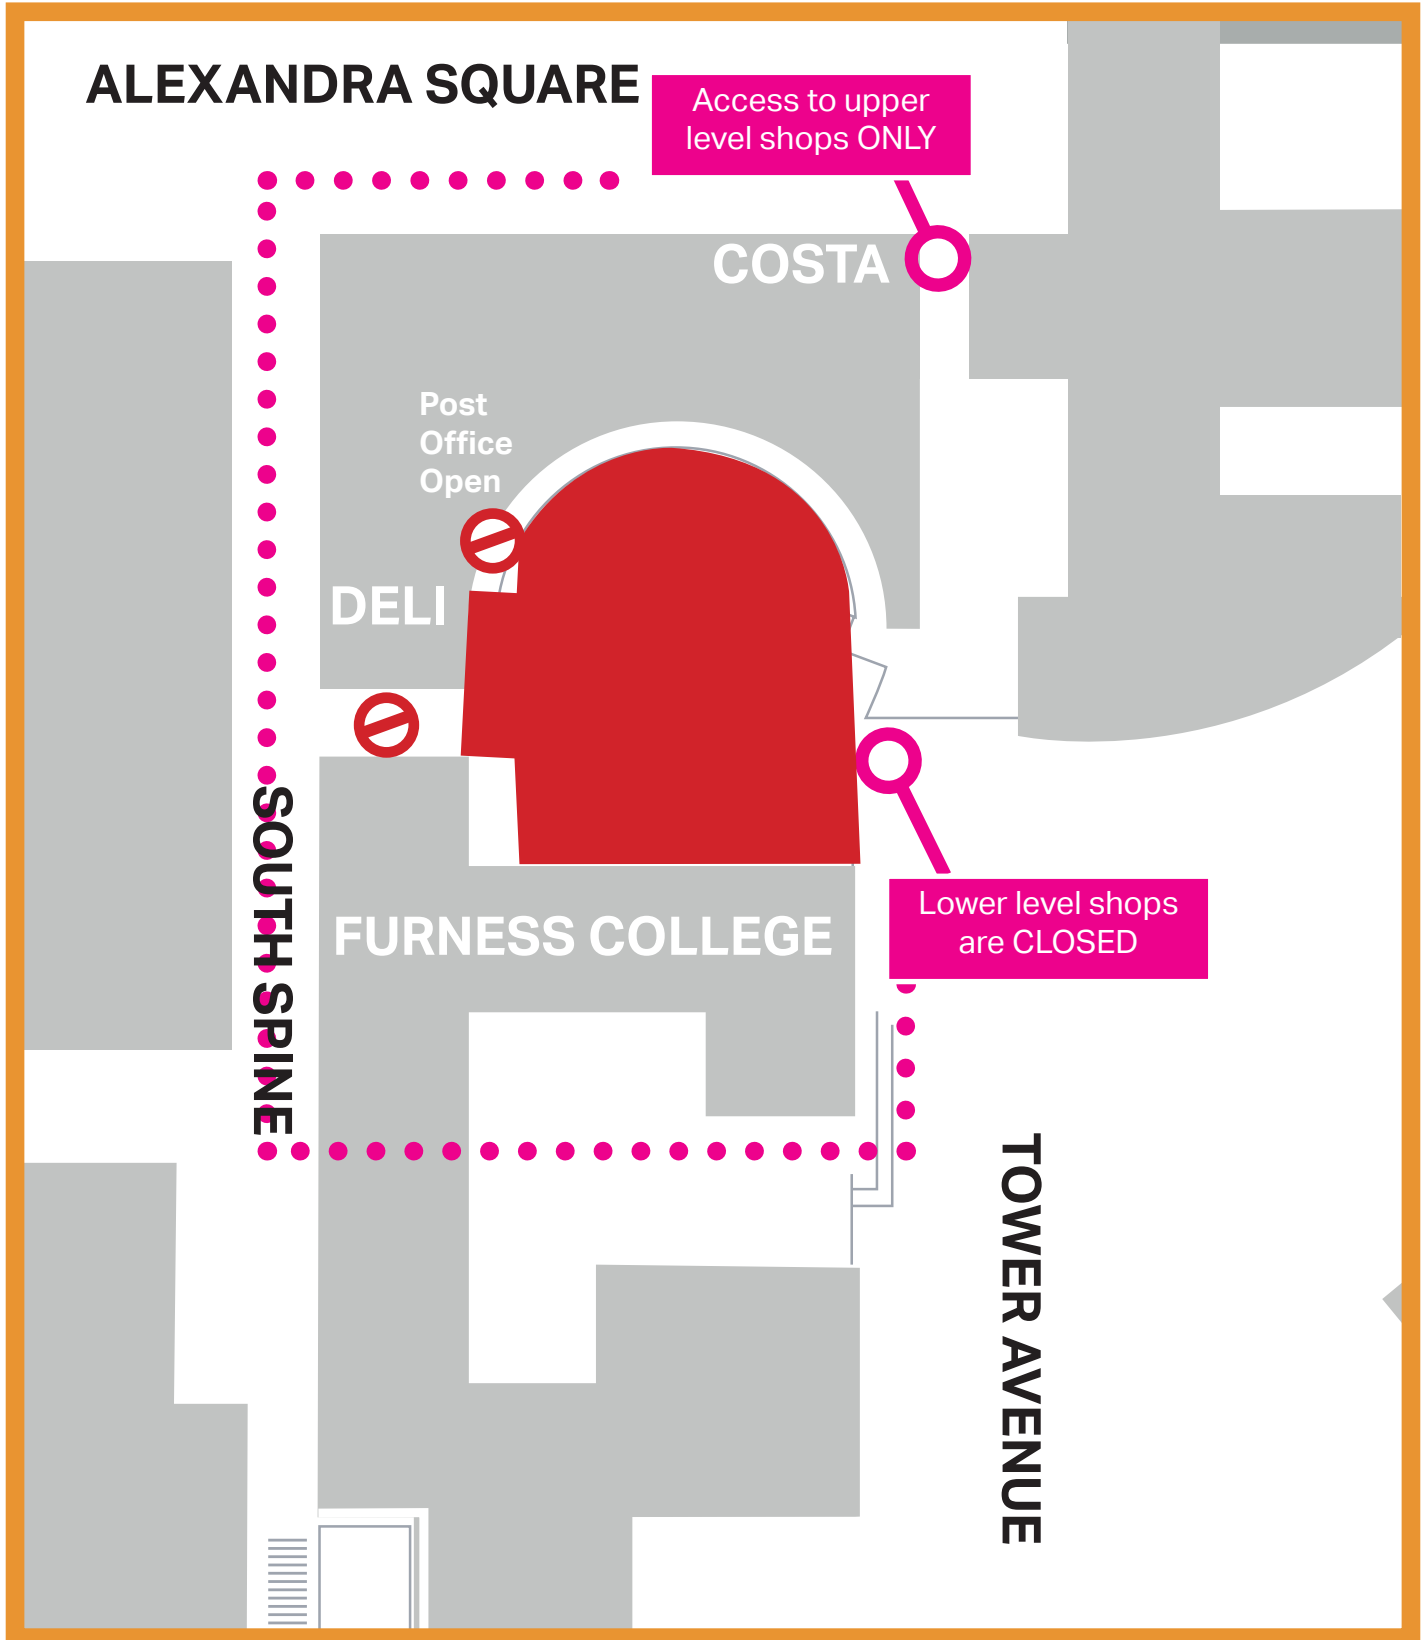 ALEXANDRA SQUARE
Access to upper
level shops ONLY
COSTA
Post
Office
Open
DELI
SOUTH SPINE
FURNESS COLLEGE
Lower level shops
are CLOSED
TOWER AVENUE